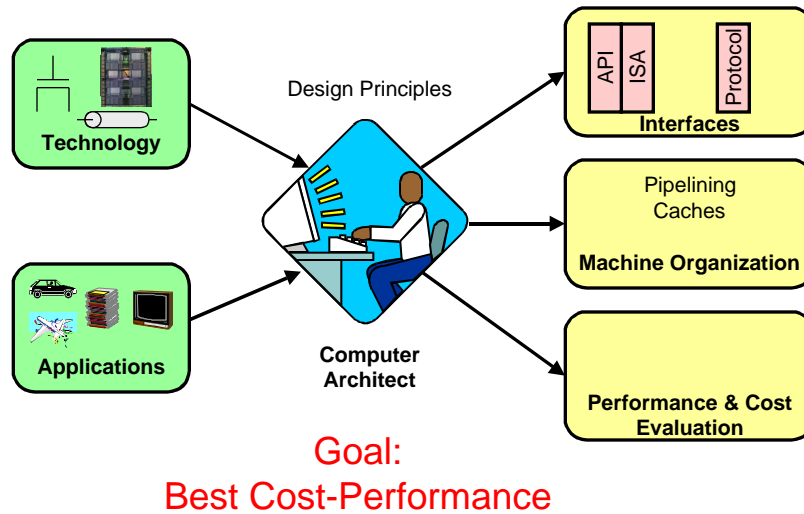 Technology
Applications
Design Principles
Computer
Architect
API
ISA
Protocol
Interfaces
Pipelining
Caches
Machine Organization
Performance & Cost
Evaluation
Goal:
Best Cost-Performance